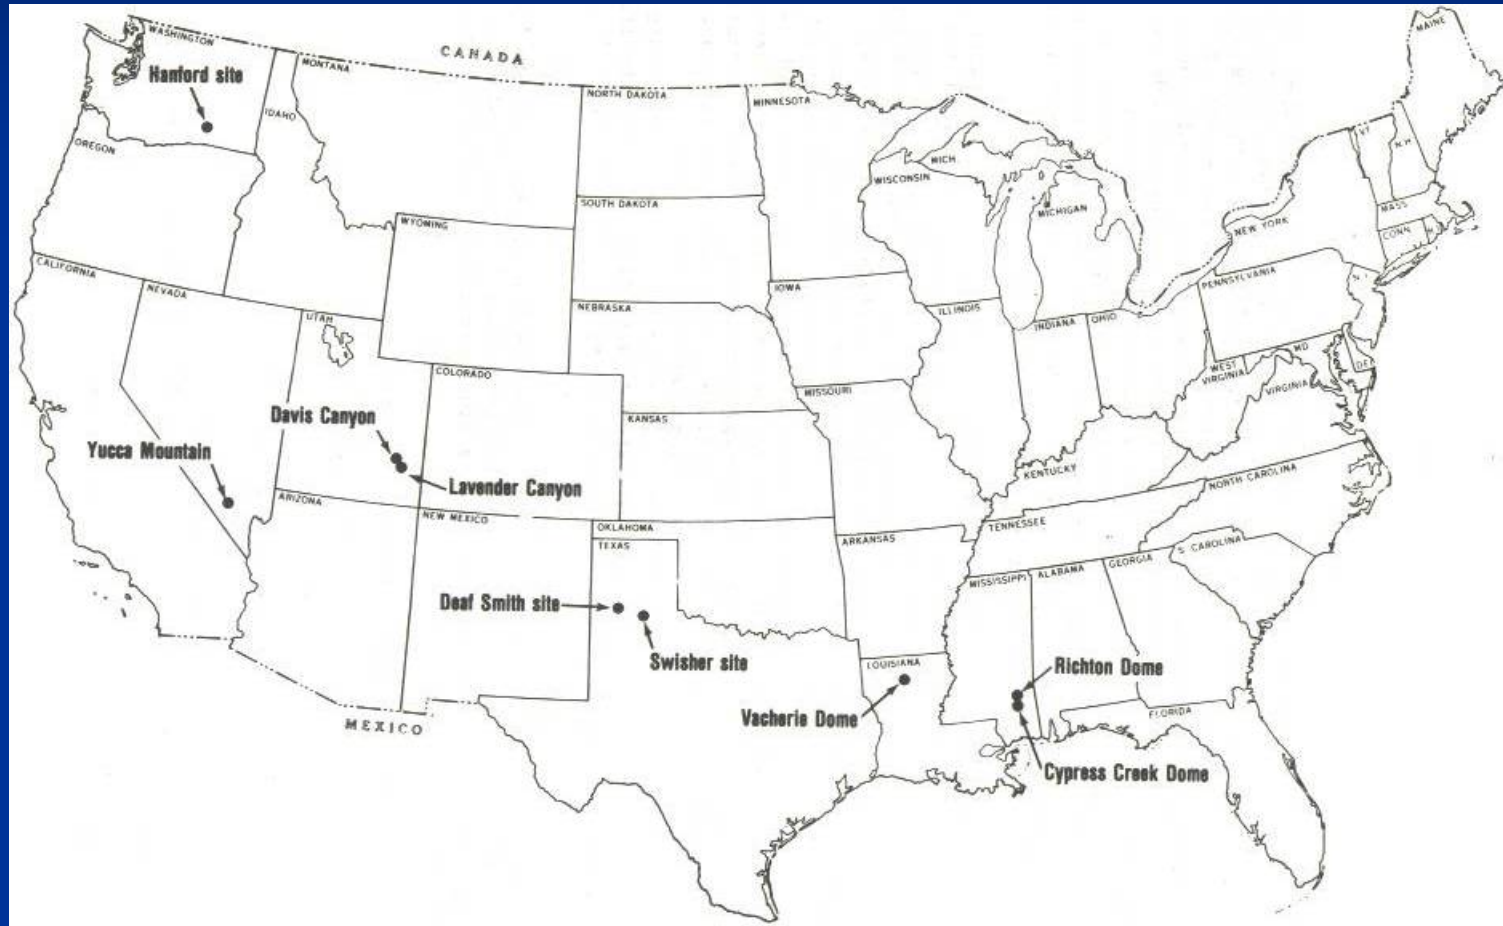 WASHINGTON
CANADA
MAINE
MONTANA
Hanford site
NORTH DAKOTA
MINNESOTA
IDAHO
VT
N.H.
OREGON
MICH
WISCONSIN
SOUTH DAKOTA
MICHIGAN
MASS
WYOMING
NEW YORK
CONN
R.I.
CALIFORNIA
NEVADA
IOWA
PENNSYLVANIA
N.J.
UTAH
NEBRASKA
ILLINOIS
INDIANA
OHIO
MD
WEST
VIRGINIA
DEL
COLORADO
MISSOURI
VIRGINIA
Davis Canyon
KANSAS
Yucca Mountain
KENTUCKY
NORTH CAROLINA
Lavender Canyon
ARIZONA
NEW MEXICO
OKLAHOMA
TENNESSEE
TEXAS
ARKANSAS
S CAROLINA
GEORGIA
MISSISSIPPI
ALABAMA
Deaf Smith site
Swisher site
LOUISIANA
Richton Dome
Vacherie Dome
FLORIDA
MEXICO
Cypress Creek Dome